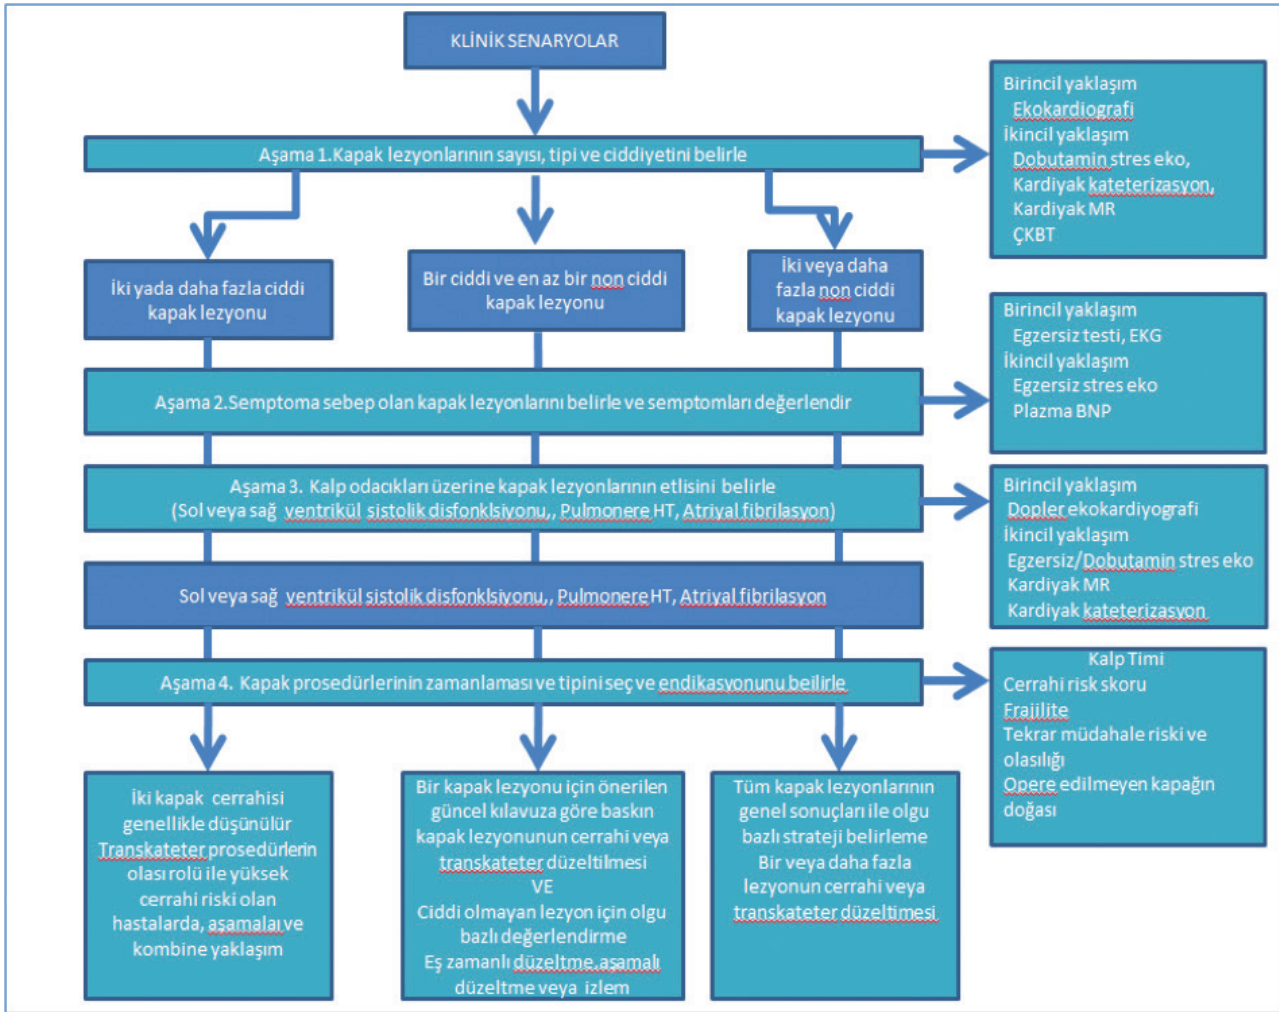 KLİNİK SENARYOLAR
Aşama 1.Kapak lezyonlarının sayısı, tipi ve ciddiyetini belirle
Birincil yaklaşım
Ekokardiografi
İkincil yaklaşım
Dobutamin stres eko,
Kardiyak kateterizasyon,
Kardiyak MR
ÇKBT
İki yada daha fazla ciddi
kapak lezyonu
Bir ciddi ve en az bir non ciddi
kapak lezyonu
İki veya daha
fazla non ciddi
kapak lezyonu
Aşama 2.Semptoma sebep olan kapak lezyonlarını belirle ve semptomları değerlendir
Birincil yaklaşım
Egzersiz testi, EKG
İkincil yaklaşım
Egzersiz stres eko
Plazma BNP
Aşama 3. Kalp odacıkları üzerine kapak lezyonlarının etlisini belirle
(Sol veya sağ ventrikül sistolik disfonklsiyonu,, Pulmonere HT, Atriyal fibrilasyon)
Birincil yaklaşım
Dopler ekokardiyografi
İkincil yaklaşım
Egzersiz/Dobutamin stres eko
Kardiyak MR
Kardiyak kateterizasyon
Sol veya sağ ventrikül sistolik disfonklsiyonu,, Pulmonere HT, Atriyal fibrilasyon
Aşama 4. Kapak prosedürlerinin zamanlaması ve tipini seç ve endikasyonunu beilirle
Kalp Timi
Cerrahi risk skoru
Frajilite
Tekrar müdahale riski ve
olasılığı
Opere edilmeyen kapağın
doğası
İki kapak cerrahisi
genellikle düşünülür
Transkateter prosedürlerin
olası rolü ile yüksek
cerrahi riski olan
hastalarda, aşamalaı ve
kombine yaklaşım
Bir kapak lezyonu için önerilen
güncel kılavuza göre baskın
kapak lezyonunun cerrahi veya
transkateter düzeltilmesi
VE
Ciddi olmayan lezyon için olgu
bazlı değerlendirme
Eş zamanlı düzeltme,aşamalı
düzeltme veya izlem
Tüm kapak lezyonlarının
genel sonuçları ile olgu
bazlı strateji belirleme
Bir veya daha fazla
lezyonun cerrahi veya
transkateter düzeltimesi